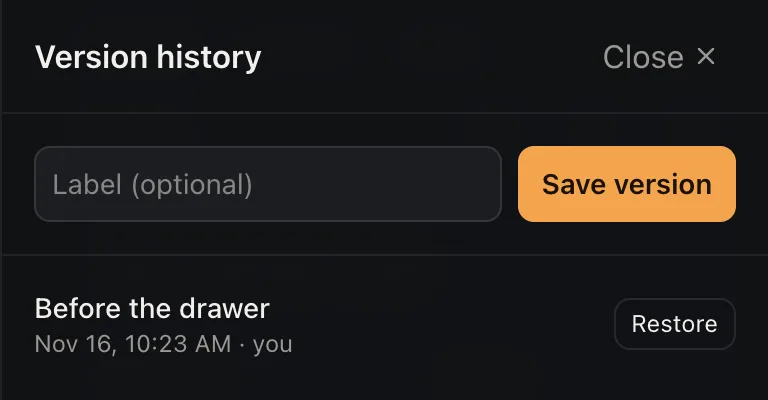 Version history
Close ×
Label (optional)
Save version
Before the drawer
Nov 16, 10:23 AM · you
Restore